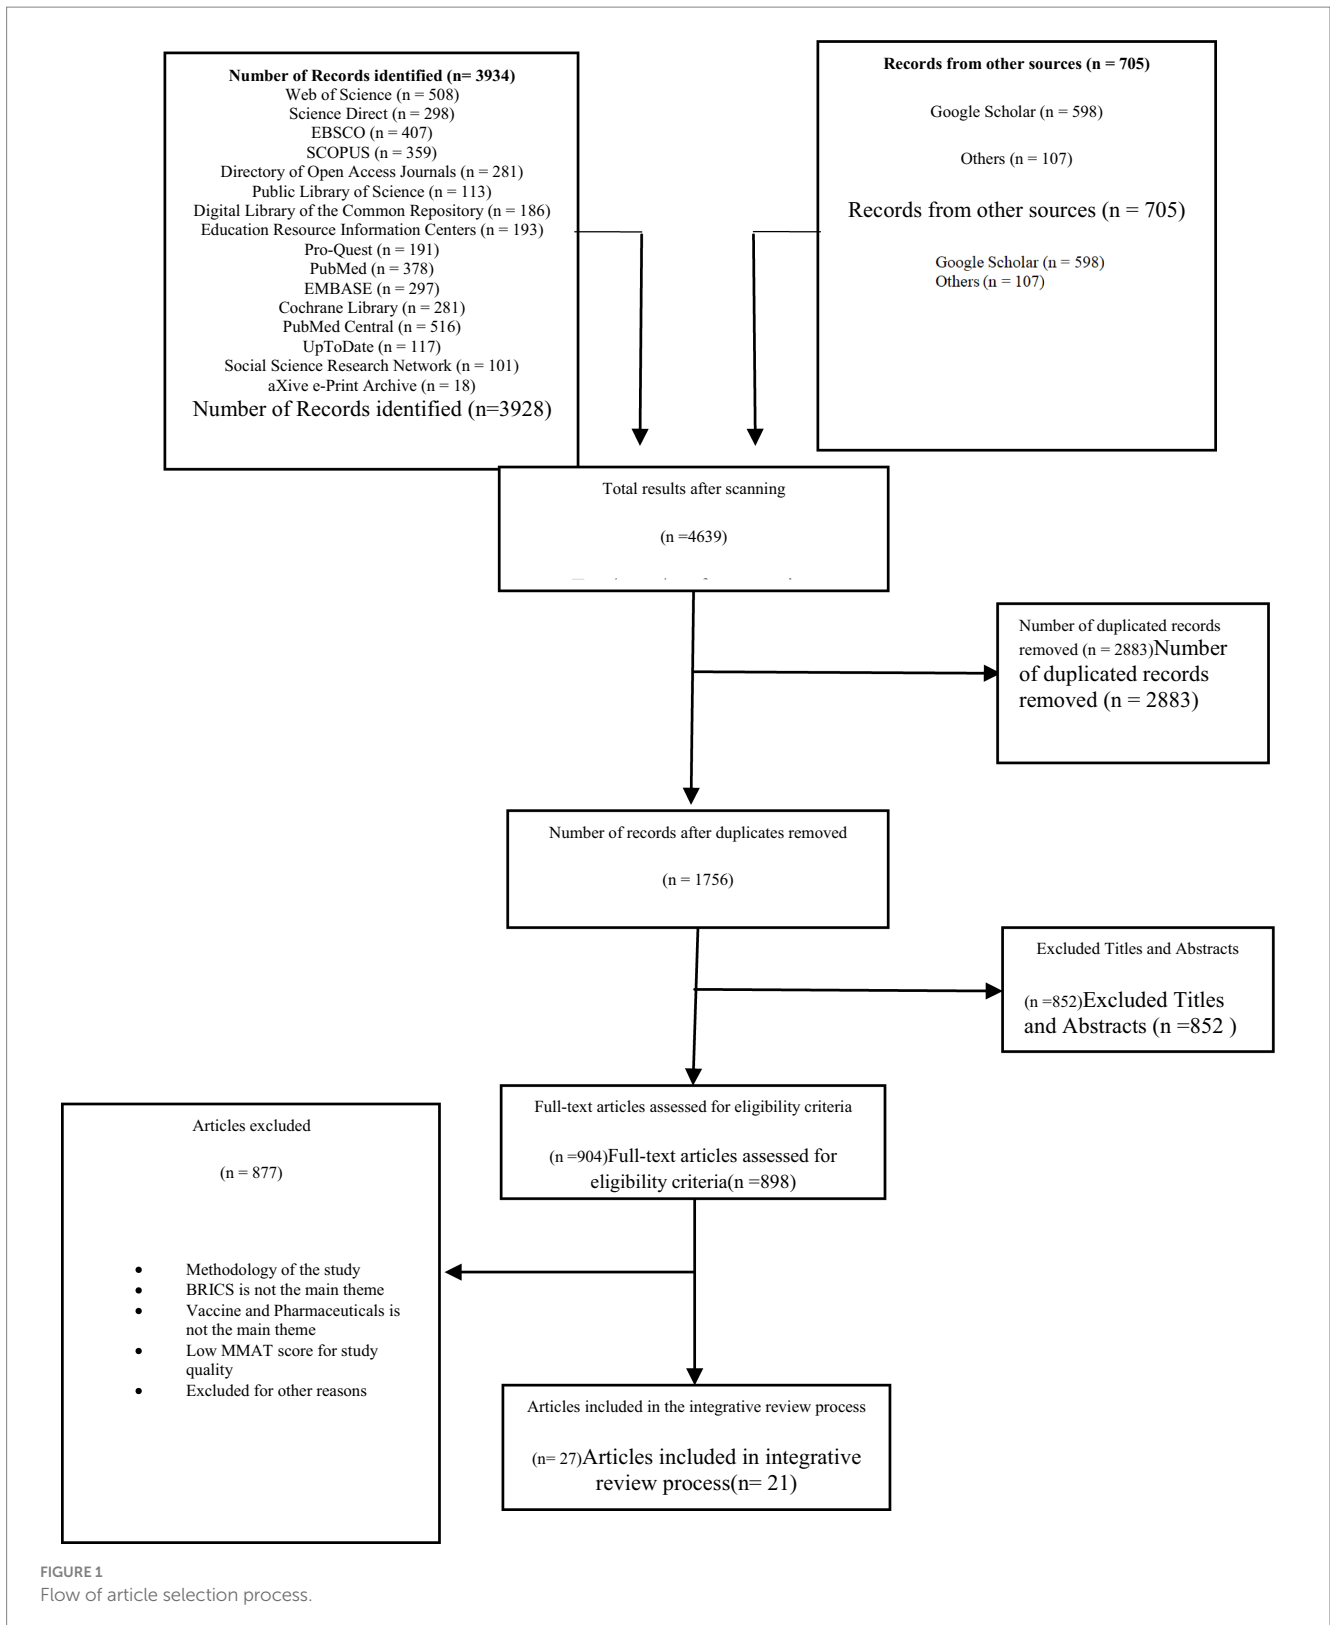 Number of Records identified (n= 3934)
Web of Science (n = 508)
Science Direct (n = 298)
EBSCO (n = 407)
SCOPUS (n = 359)
Directory of Open Access Journals (n = 281)
Public Library of Science (n = 113)
Digital Library of the Common Repository (n = 186)
Education Resource Information Centers (n = 193)
Pro-Quest (n = 191)
PubMed (n = 378)
EMBASE (n = 297)
Cochrane Library (n = 281)
PubMed Central (n = 516)
UpToDate (n = 117)
Social Science Research Network (n = 101)
aXive e-Print Archive (n = 18)
Number of Records identified (n=3928)
Records from other sources (n = 705)
Google Scholar (n = 598)
Others (n = 107)
Records from other sources (n = 705)
Google Scholar (n = 598)
Others (n = 107)
Total results after scanning
(n =4639)
Number of duplicated records
removed (n = 2883)Number
of duplicated records
removed (n = 2883)
Number of records after duplicates removed
(n = 1756)
Excluded Titles and Abstracts
(n =852)Excluded Titles
and Abstracts (n =852 )
Full-text articles assessed for eligibility criteria
(n =904)Full-text articles assessed for
eligibility criteria(n =898)
Articles excluded
(n = 877)
• Methodology of the study
• BRICS is not the main theme
• Vaccine and Pharmaceuticals is
not the main theme
• Low MMAT score for study
quality
• Excluded for other reasons
Articles included in the integrative review process
(n= 27)Articles included in integrative
review process(n= 21)
FIGURE 1
Flow of article selection process.